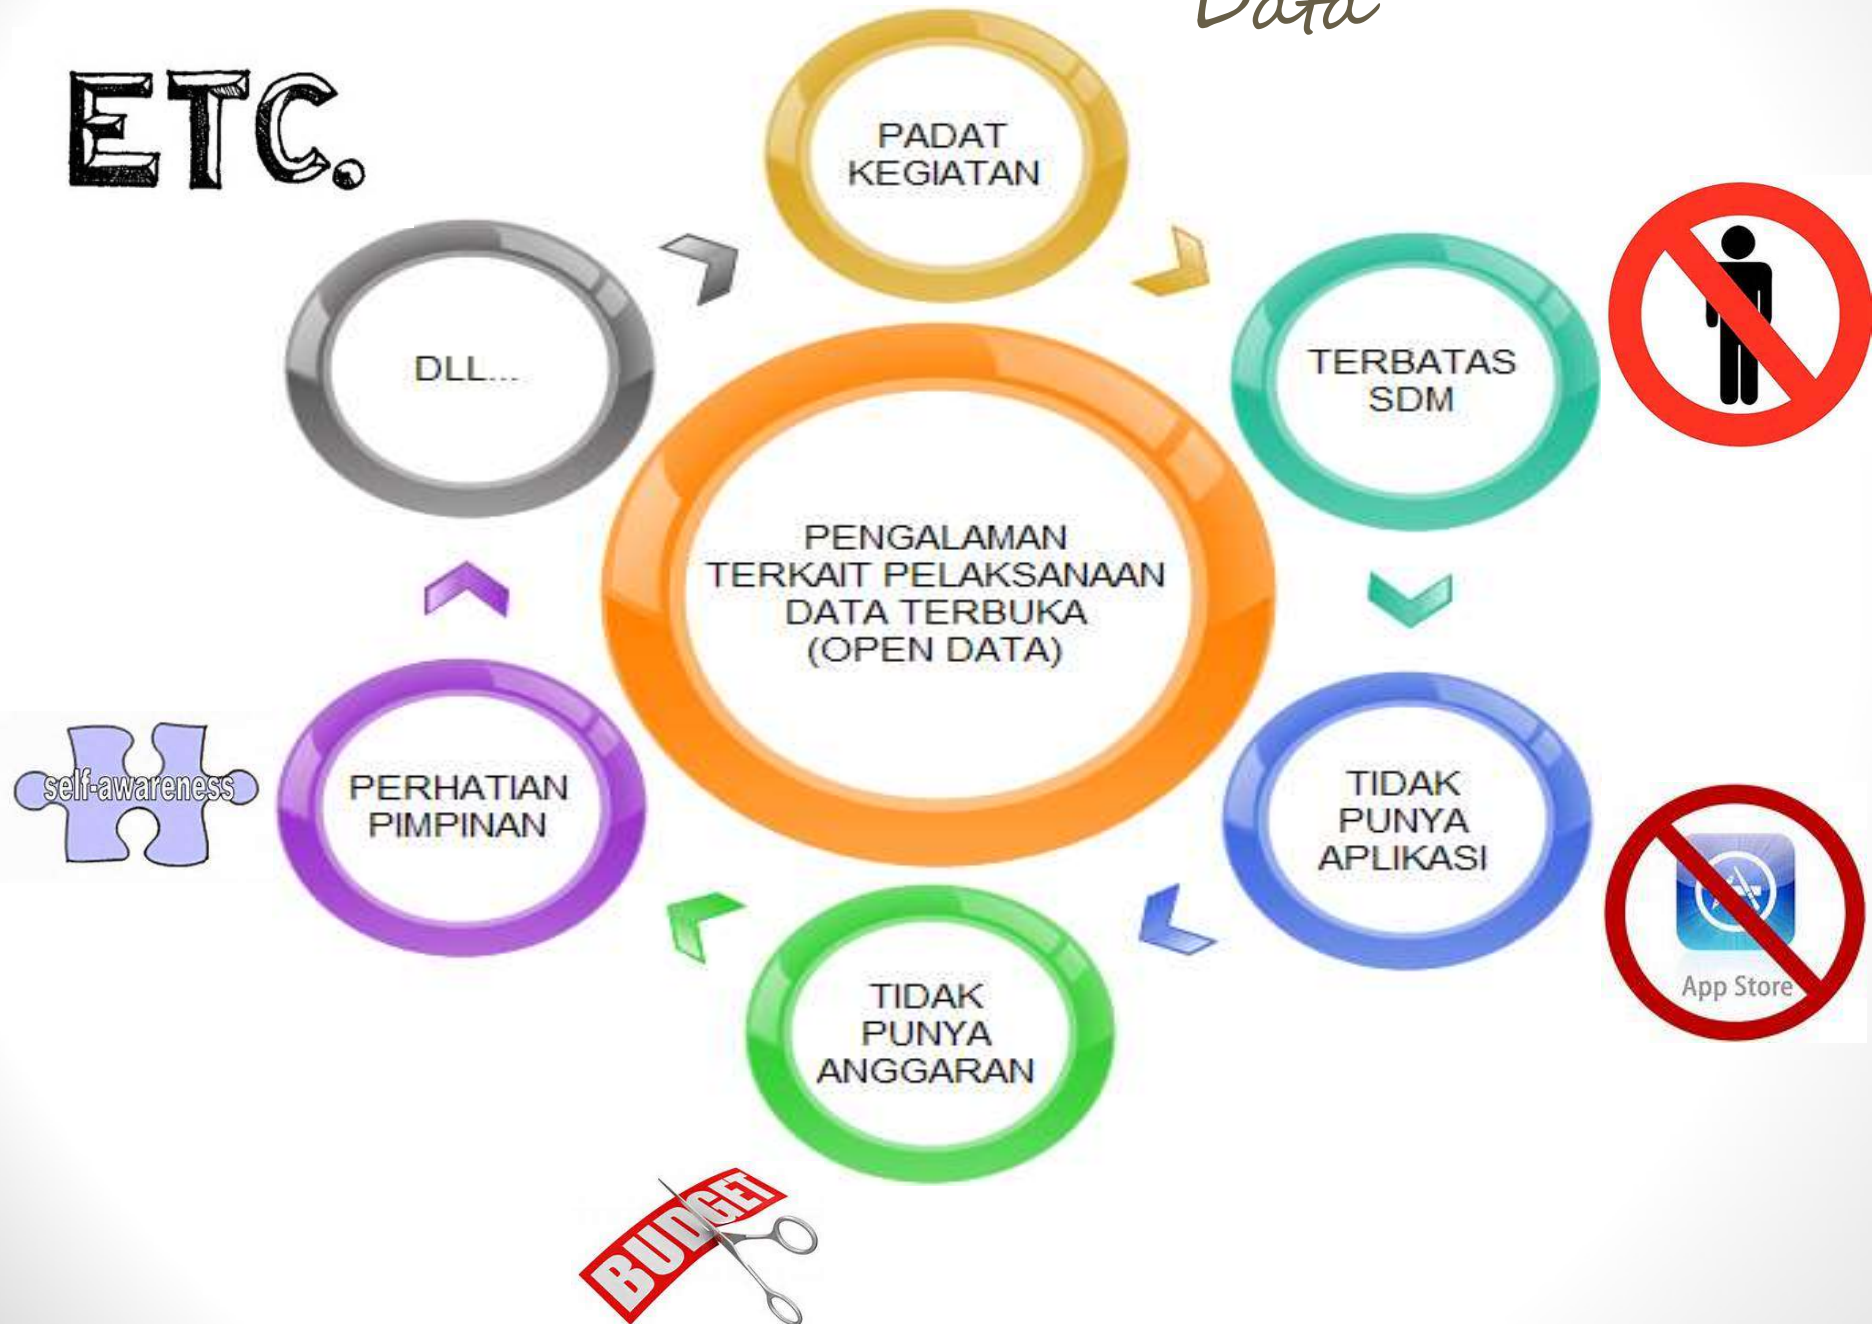 Data
ETC.
PADAT
KEGIATAN
TERBATAS
SDM
TIDAK
PUNYA
APLIKASI
App Store
TIDAK
PUNYA
ANGGARAN
BUDGET
PERHATIAN
PIMPINAN
self-awareness
DLL...
PENGALAMAN
TERKAIT PELAKSANAAN
DATA TERBUKA
(OPEN DATA)